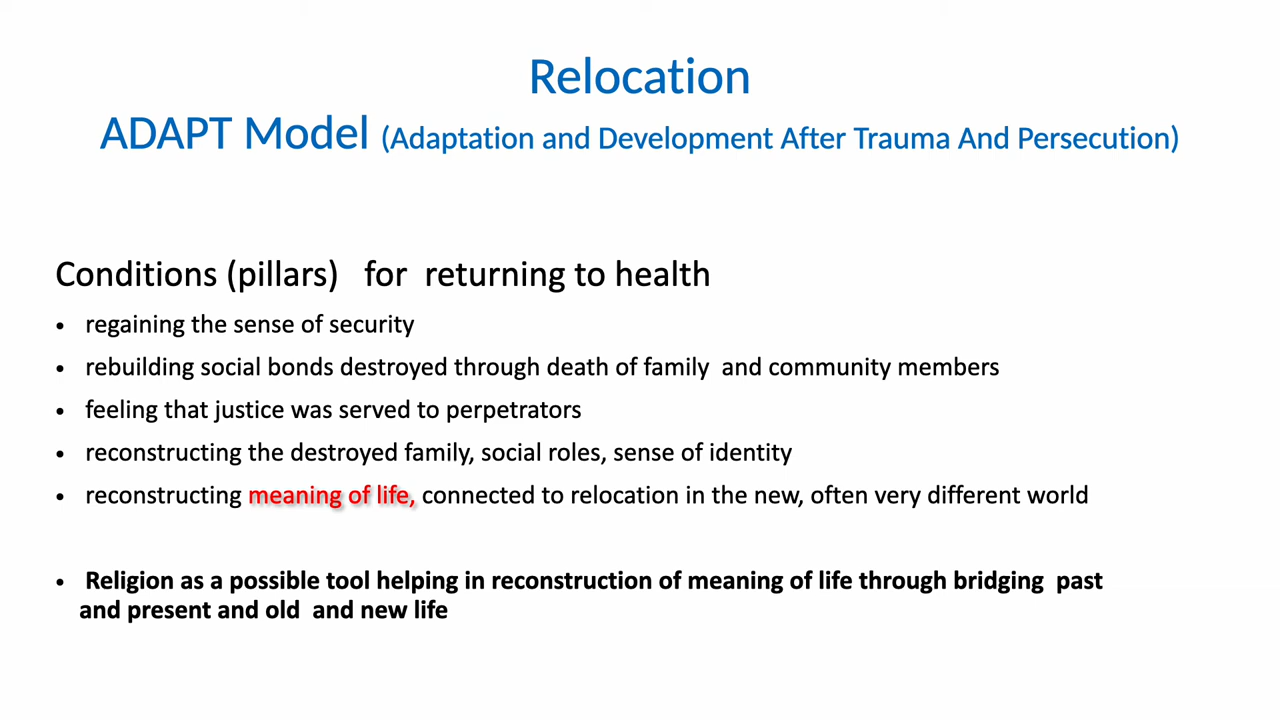 Relocation
ADAPT Model (Adaptation and Development After Trauma And Persecution)
Conditions (pillars) for returning to health
• regaining the sense of security
• rebuilding social bonds destroyed through death of family and community members
• feeling that justice was served to perpetrators
• reconstructing the destroyed family, social roles, sense of identity
• reconstructing meaning of life, connected to relocation in the new, often very different world
• Religion as a possible tool helping in reconstruction of meaning of life through bridging past
and present and old and new life